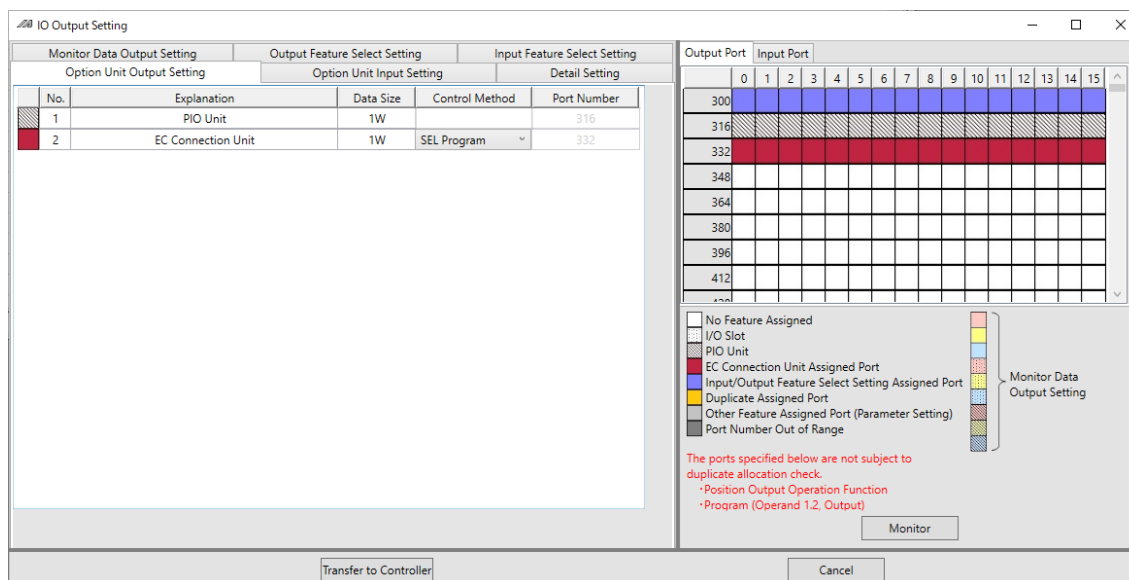 IO Output Setting
Monitor Data Output Setting
Output Feature Select Setting
Input Feature Select Setting
Option Unit Output Setting
Option Unit Input Setting
Detail Setting
No. Explanation Data Size Control Method Port Number
1 PIO Unit 1W 316
2 EC Connection Unit 1W SEL Program 332
Output Port Input Port
0 1 2 3 4 5 6 7 8 9 10 11 12 13 14 15
300
316
332
348
364
380
396
412
No Feature Assigned
I/O Slot
PIO Unit
EC Connection Unit Assigned Port
Input/Output Feature Select Setting Assigned Port
Duplicate Assigned Port
Other Feature Assigned Port (Parameter Setting)
Port Number Out of Range
Monitor Data
Output Setting
The ports specified below are not subject to
duplicate allocation check.
・Position Output Operation Function
・Program (Operand 1.2, Output)
Monitor
Transfer to Controller
Cancel